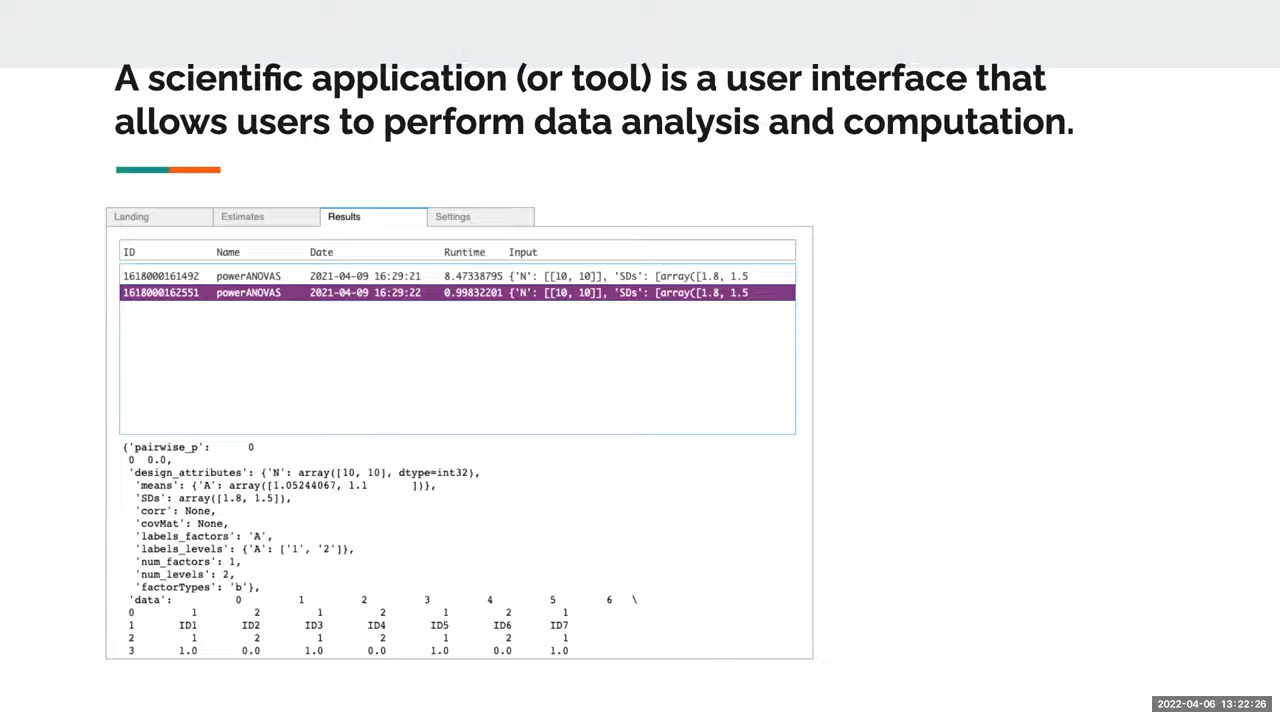 A scientific application (or tool) is a user interface that
allows users to perform data analysis and computation.
Landing Estimates Results Settings
ID Name Date Runtime Input
1618000161492 powerANOVAS 2021-04-09 16:29:21 8.47338795 {'N': [[10, 10]], 'SDs': [array([1.8, 1.5
1618000162551 powerANOVAS 2021-04-09 16:29:22 0.99832201 {'N': [[10, 10]], 'SDs': [array([1.8, 1.5
{'pairwise_p': 0
0 0.0,
'design_attributes': {'N': array([10, 10], dtype=int32),
'means': {'A': array([1.05244067, 1.1 ])},
'SDs': array([1.8, 1.5]),
'corr': None,
'covMat': None,
'labels_factors': 'A',
'labels_levels': {'A': ['1', '2']},
'num_factors': 1,
'num_levels': 2,
'factorTypes': 'b'},
'data': 0 1 2 3 4 5 6 \
0 1 2 1 2 1 2 1
1 ID1 ID2 ID3 ID4 ID5 ID6 ID7
2 1 2 1 2 1 2 1
3 1.0 0.0 1.0 0.0 1.0 0.0 1.0
2022-04-06 13:22:26